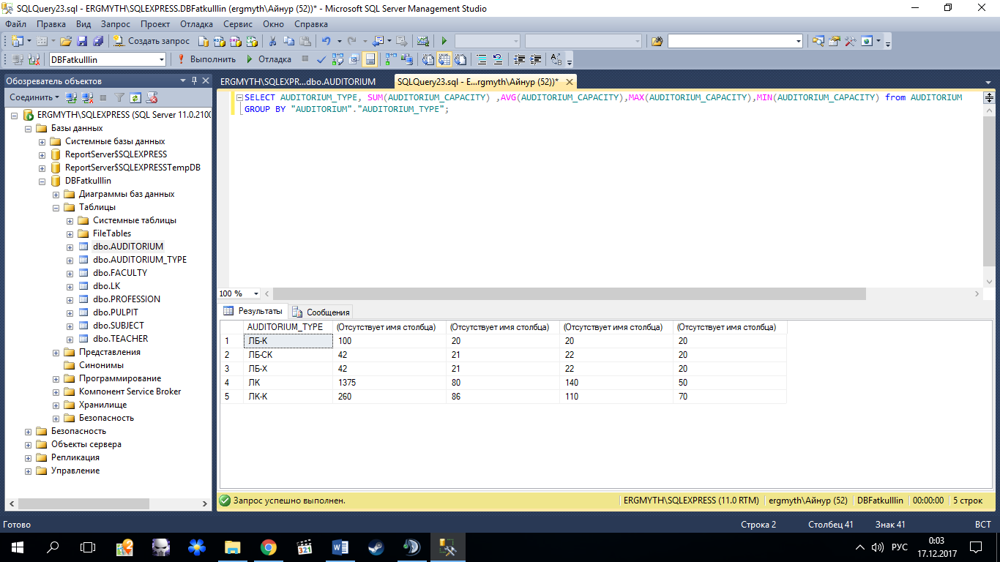 SQLQuery23.sql - ERGMYTH\SQLEXPRESS.DBFatkulllin (ergmyth\Айнур (52))* - Microsoft SQL Server Management Studio
Файл Правка Вид Запрос Проект Отладка Сервис Окно Справка
Создать запрос
DBFatkulllin Выполнить Отладка
Обозреватель объектов
Соединить
ERGMYTH\SQLEXPRESS (SQL Server 11.0.2100
Базы данных
Системные базы данных
ReportServer$SQLEXPRESS
ReportServer$SQLEXPRESSTempDB
DBFatkulllin
Диаграммы баз данных
Таблицы
Системные таблицы
FileTables
dbo.AUDITORIUM
dbo.AUDITORIUM_TYPE
dbo.FACULTY
dbo.LK
dbo.PROFESSION
dbo.PULPIT
dbo.SUBJECT
dbo.TEACHER
Представления
Синонимы
Программирование
Компонент Service Broker
Хранилище
Безопасность
Безопасность
Объекты сервера
Репликация
Управление
ERGMYTH\SQLEXPR...dbo.AUDITORIUM SQLQuery23.sql - E...rgmyth\Айнур (52))*
SELECT AUDITORIUM_TYPE, SUM(AUDITORIUM_CAPACITY) ,AVG(AUDITORIUM_CAPACITY),MAX(AUDITORIUM_CAPACITY),MIN(AUDITORIUM_CAPACITY) from AUDITORIUM
GROUP BY "AUDITORIUM"."AUDITORIUM_TYPE";
100 %
Результаты Сообщения
AUDITORIUM_TYPE (Отсутствует имя столбца) (Отсутствует имя столбца) (Отсутствует имя столбца) (Отсутствует имя столбца)
1 ЛБ-К 100 20 20 20
2 ЛБ-СК 42 21 22 20
3 ЛБ-Х 42 21 22 20
4 ЛК 1375 80 140 50
5 ЛК-К 260 86 110 70
Запрос успешно выполнен. ERGMYTH\SQLEXPRESS (11.0 RTM) ergmyth\Айнур (52) DBFatkulllin 00:00:00 5 строк
Готово Строка 2 Столбец 41 Знак 41 ВСТ
321 РУС 0:03
17.12.2017